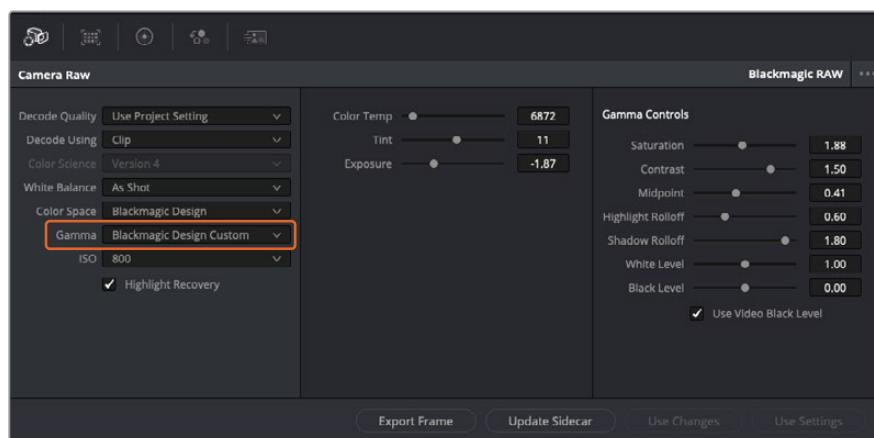 Camera Raw
Blackmagic RAW
Decode Quality Use Project Setting
Decode Using Clip
Color Science Version 4
White Balance As Shot
Color Space Blackmagic Design
Gamma Blackmagic Design Custom
ISO 800
Highlight Recovery
Color Temp 6872
Tint 11
Exposure -1.87
Gamma Controls
Saturation 1.88
Contrast 1.50
Midpoint 0.41
Highlight Rolloff 0.60
Shadow Rolloff 1.80
White Level 1.00
Black Level 0.00
Use Video Black Level
Export Frame
Update Sidecar
Use Changes
Use Settings